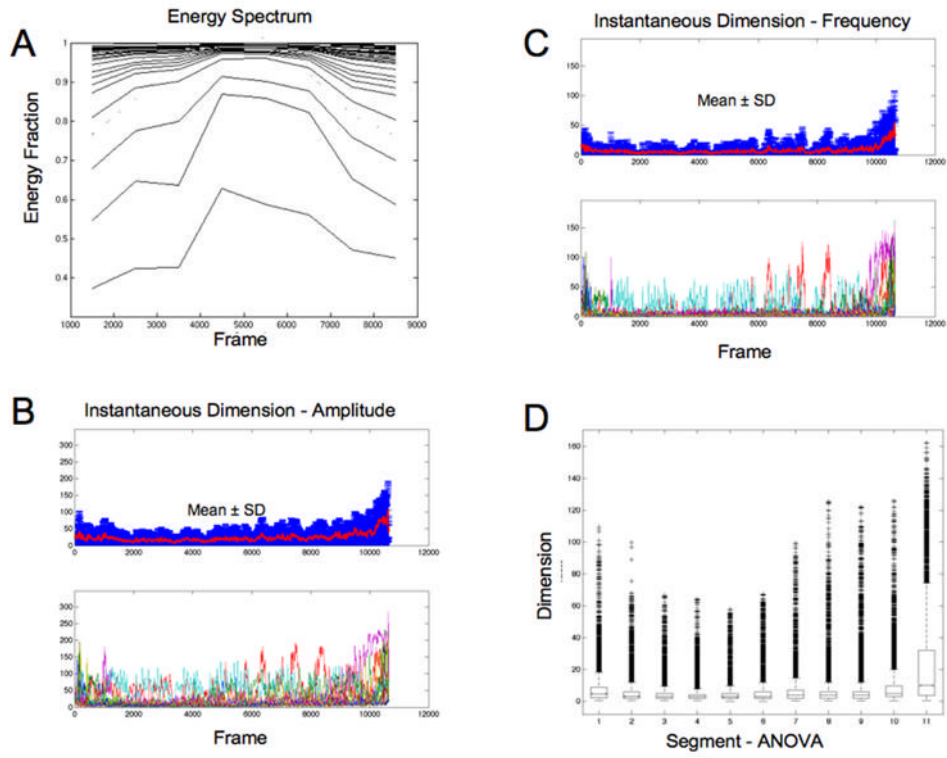 A
Energy Spectrum
Energy Fraction
1
0.9
0.8
0.7
0.6
0.5
0.4
1000 2000 3000 4000 5000 6000 7000 8000 9000
Frame
B
Instantaneous Dimension - Amplitude
350
300
250
200
150
100
50
0
Mean ± SD
0 2000 4000 6000 8000 10000 12000
300
250
200
150
100
50
0
0 2000 4000 6000 8000 10000 12000
Frame
C
Instantaneous Dimension - Frequency
150
100
50
0
Mean ± SD
0 2000 4000 6000 8000 10000 12000
150
100
50
0
0 2000 4000 6000 8000 10000 12000
Frame
D
Dimension
160
140
120
100
80
60
40
20
0
1 2 3 4 5 6 7 8 9 10 11
Segment - ANOVA